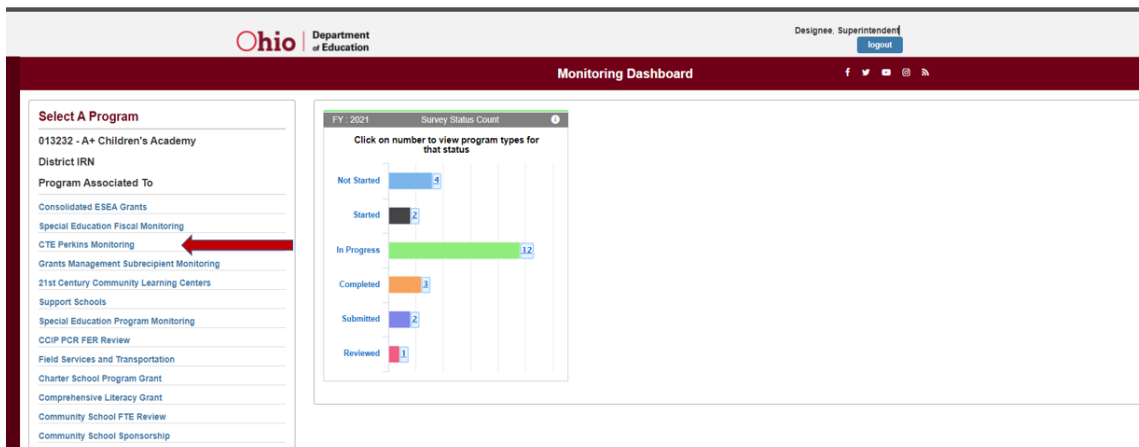 Ohio Department of Education
Designee, Superintendent
logout
Monitoring Dashboard
Select A Program
013232 - A+ Children's Academy
District IRN
Program Associated To
Consolidated ESEA Grants
Special Education Fiscal Monitoring
CTE Perkins Monitoring
Grants Management Subrecipient Monitoring
21st Century Community Learning Centers
Support Schools
Special Education Program Monitoring
CCIP PCR FER Review
Field Services and Transportation
Charter School Program Grant
Comprehensive Literacy Grant
Community School FTE Review
Community School Sponsorship
FY : 2021 Survey Status Count
Click on number to view program types for
that status
Not Started 4
Started 2
In Progress 12
Completed 3
Submitted 2
Reviewed 1